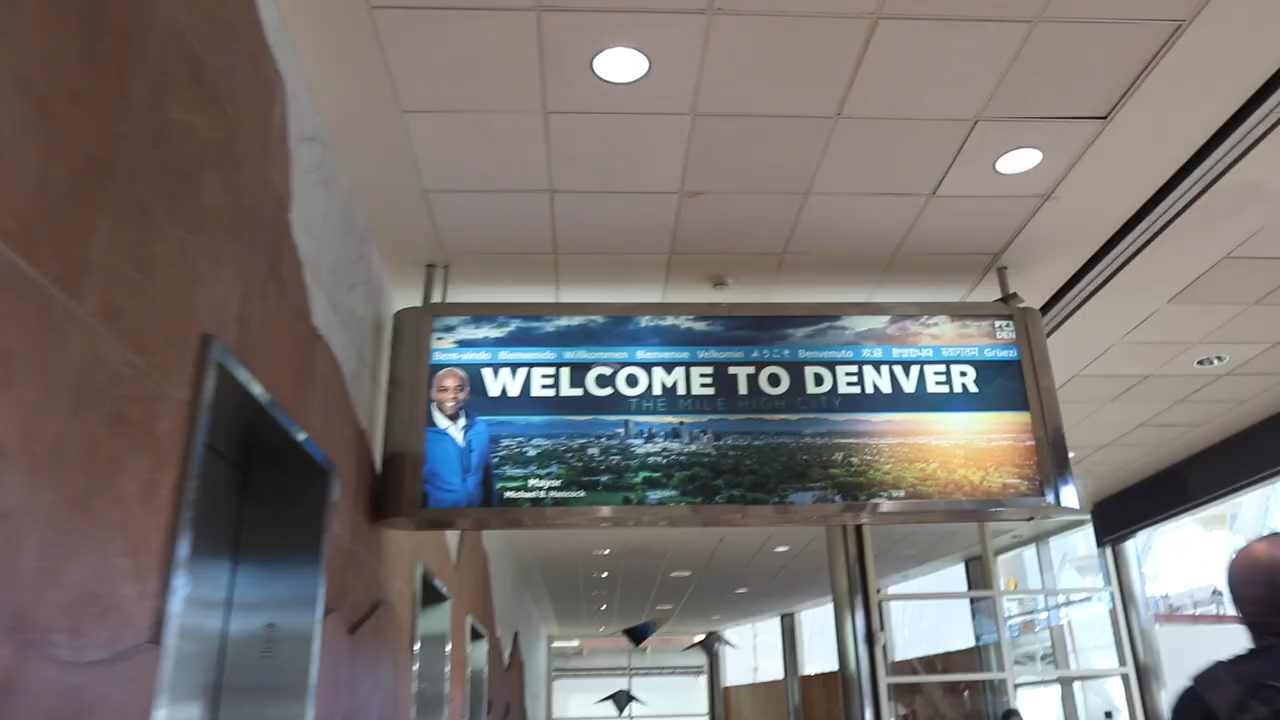 Bem-vindo Bienvenido Willkommen Bienvenue Velkomin ようこそ Benvenuto 欢迎 환영합니다 स्वागतम Grüezi
WELCOME TO DENVER
THE MILE HIGH CITY
Mayor
Michael B. Hancock
DEN